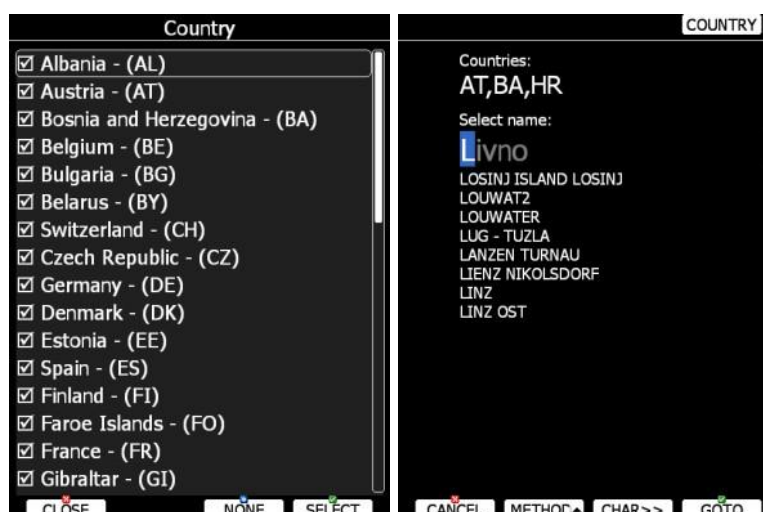 Country
Albania - (AL)
Austria - (AT)
Bosnia and Herzegovina - (BA)
Belgium - (BE)
Bulgaria - (BG)
Belarus - (BY)
Switzerland - (CH)
Czech Republic - (CZ)
Germany - (DE)
Denmark - (DK)
Estonia - (EE)
Spain - (ES)
Finland - (FI)
Faroe Islands - (FO)
France - (FR)
Gibraltar - (GI)
CLOSE NONE SELECT
COUNTRY
Countries:
AT,BA,HR
Select name:
Livno
LOSINJ ISLAND LOSINJ
LOUWAT2
LOUWATER
LUG - TUZLA
LANZEN TURNAU
LIENZ NIKOLSDORF
LINZ
LINZ OST
CANCEL METHOD CHAR>> GOTO